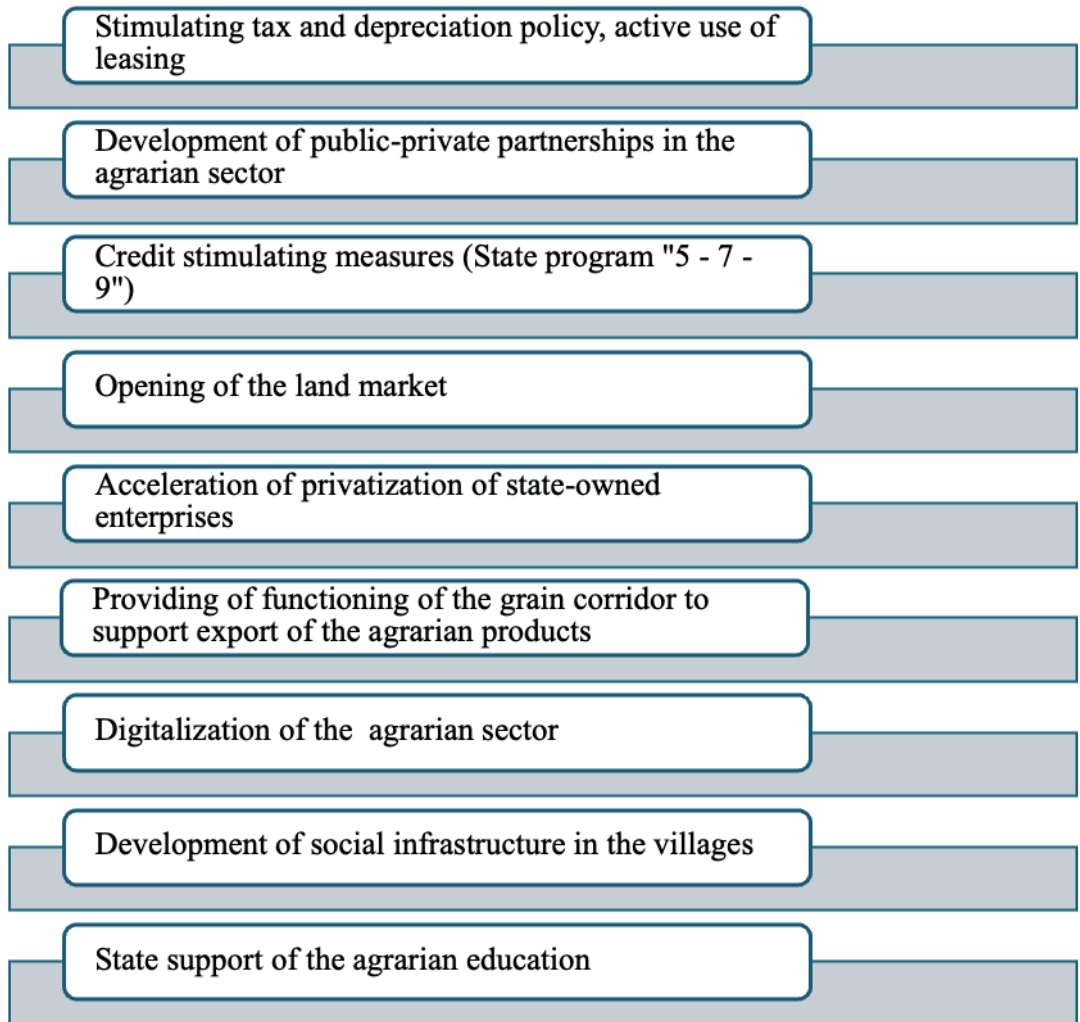 Stimulating tax and depreciation policy, active use of
leasing
Development of public-private partnerships in the
agrarian sector
Credit stimulating measures (State program "5 - 7 -
9")
Opening of the land market
Acceleration of privatization of state-owned
enterprises
Providing of functioning of the grain corridor to
support export of the agrarian products
Digitalization of the  agrarian sector
Development of social infrastructure in the villages
State support of the agrarian education